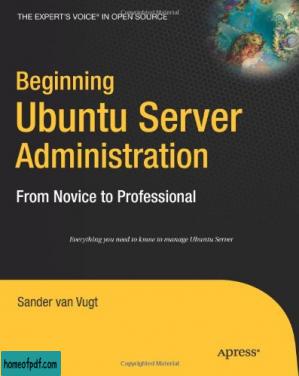 THE EXPERT'S VOICE® IN OPEN SOURCE
Beginning
Ubuntu Server
Administration
From Novice to Professional
Everything you need to know to manage Ubuntu Server
Sander van Vugt
homeofpdf.com
Apress®